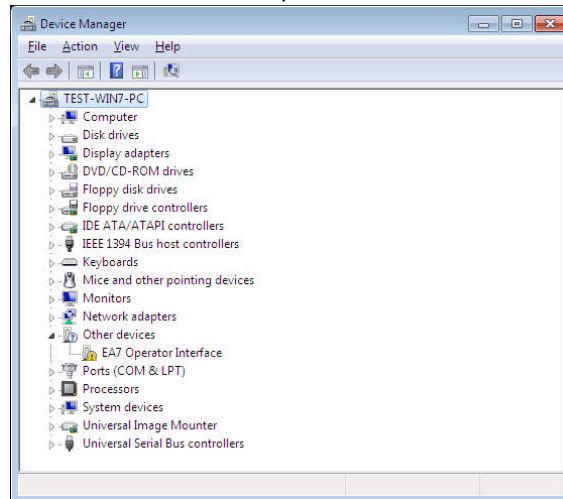 Device Manager
File Action View Help
TEST-WIN7-PC
Computer
Disk drives
Display adapters
DVD/CD-ROM drives
Floppy disk drives
Floppy drive controllers
IDE ATA/ATAPI controllers
IEEE 1394 Bus host controllers
Keyboards
Mice and other pointing devices
Monitors
Network adapters
Other devices
EA7 Operator Interface
Ports (COM & LPT)
Processors
System devices
Universal Image Mounter
Universal Serial Bus controllers